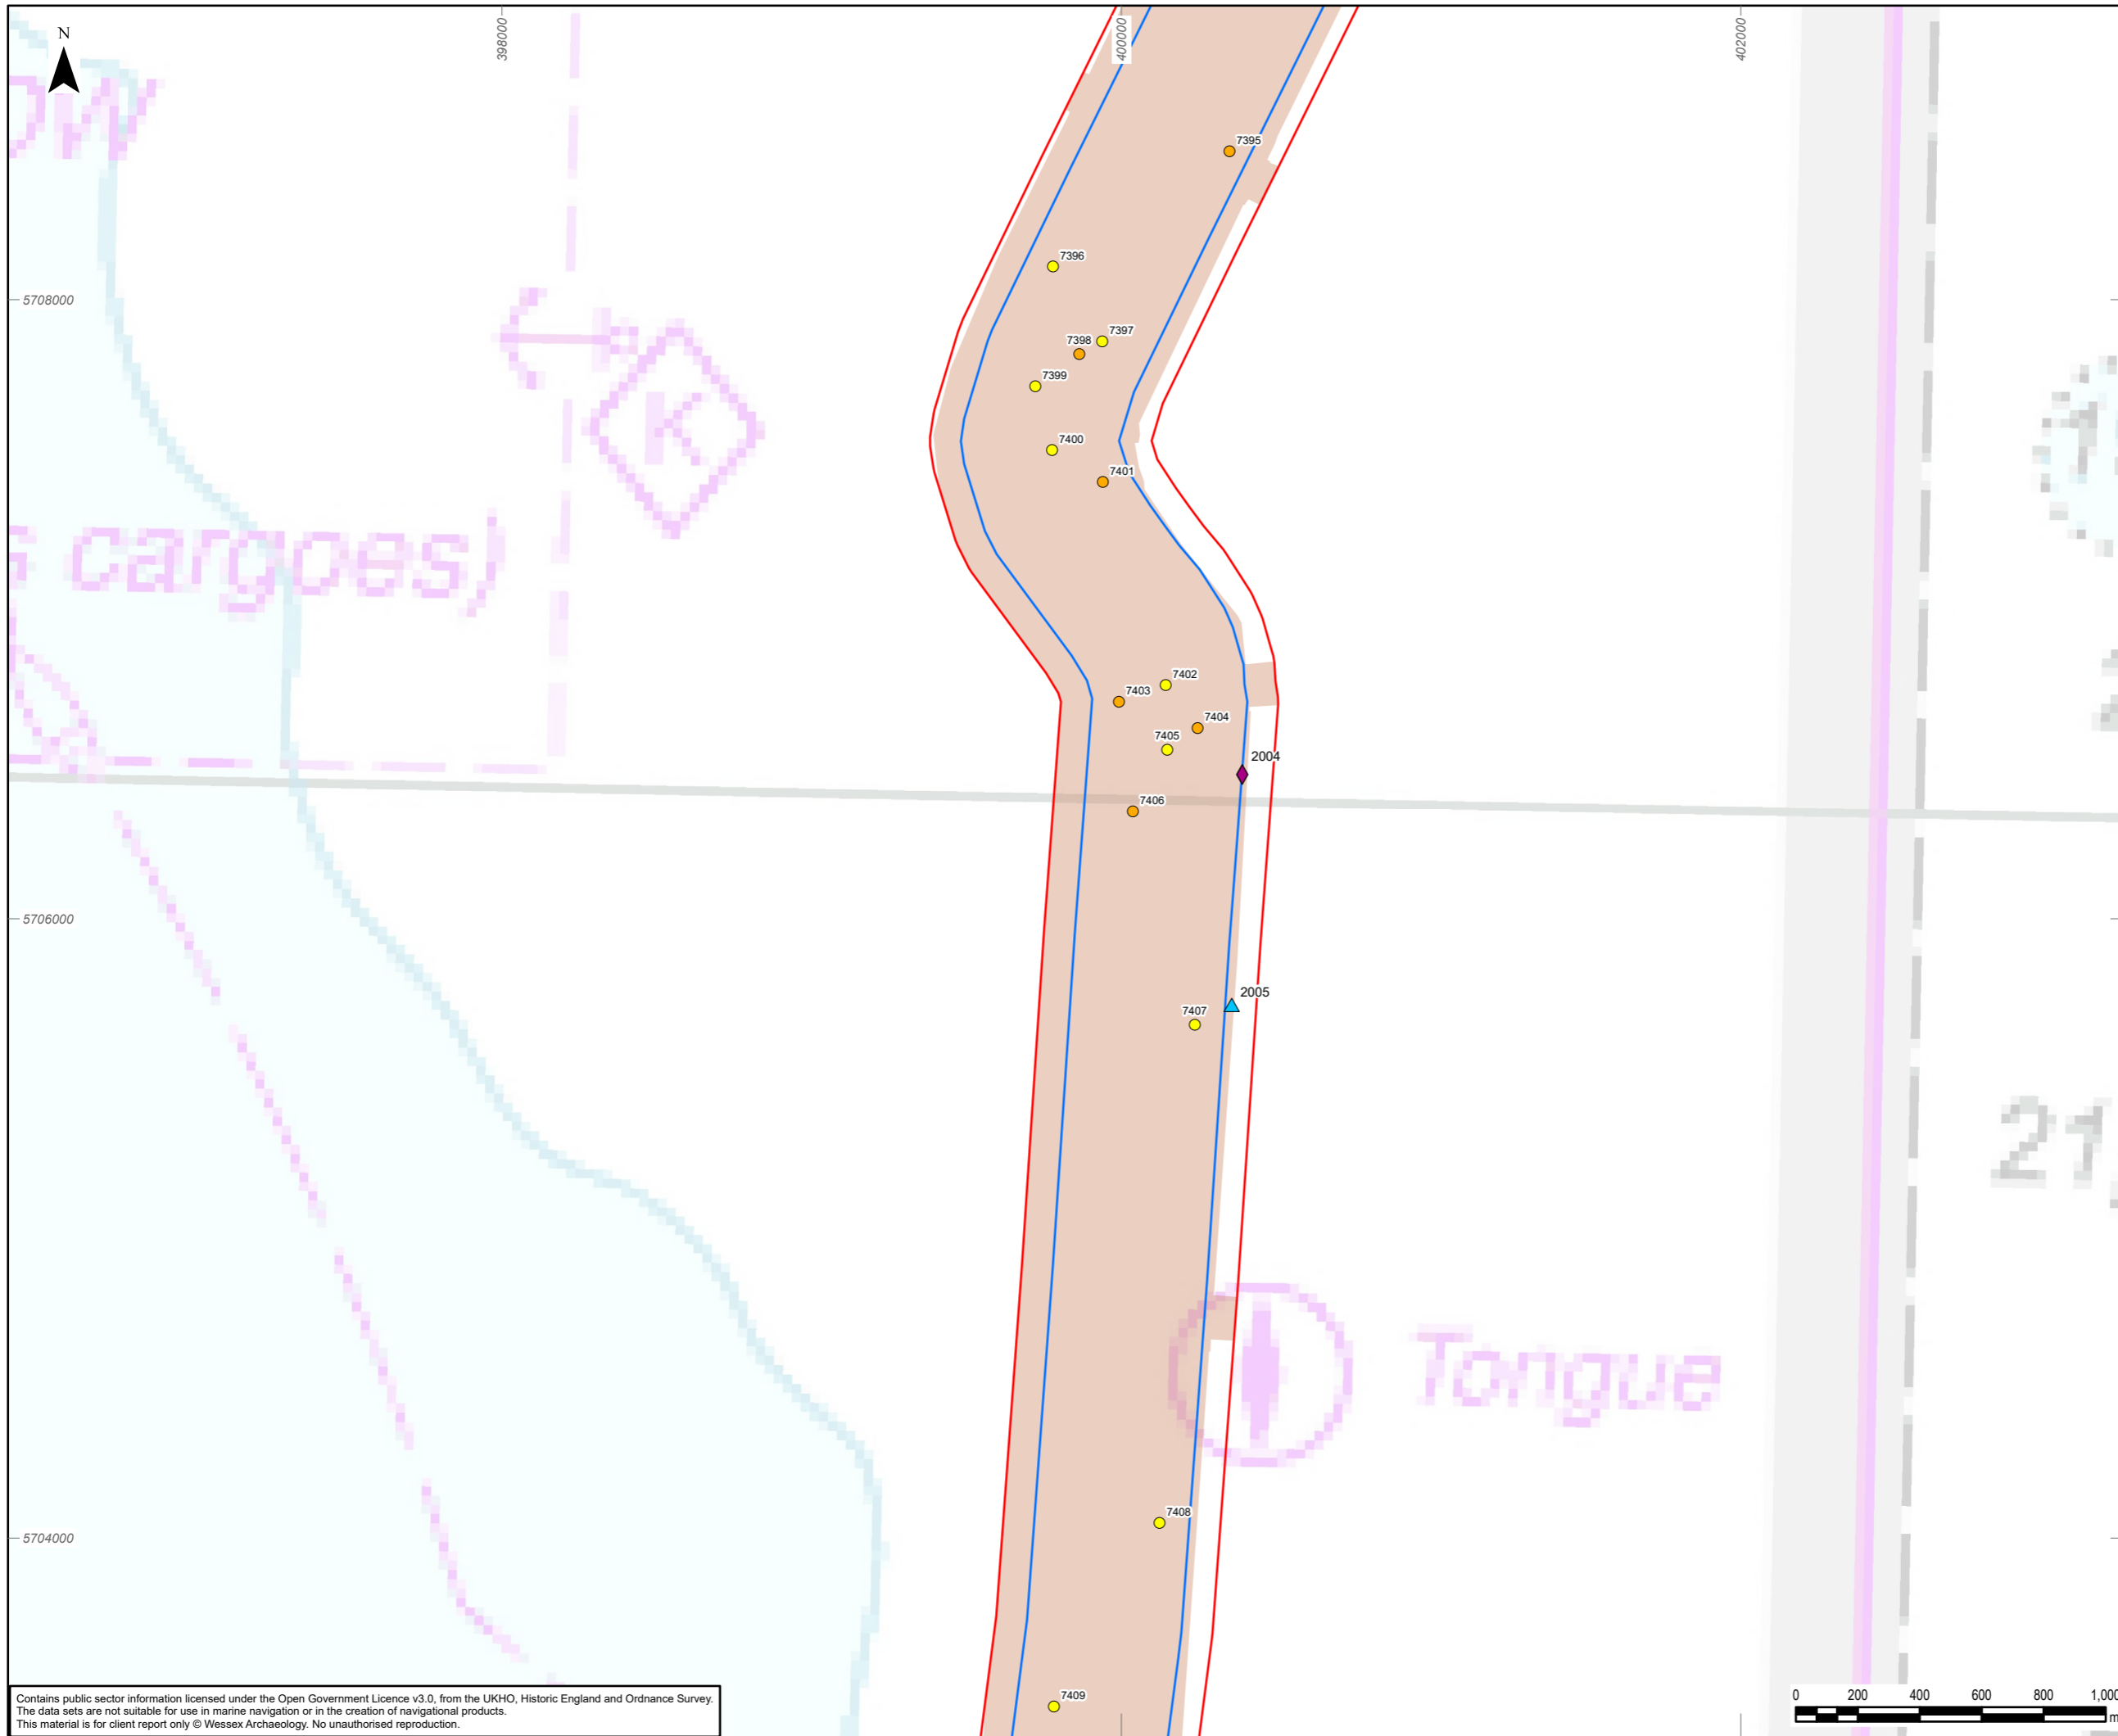 398000
400000
402000
N
7395
7396
5708000
7397
7398
7399
K
7400
7401
cargoes)
7402
7403
7404
7405
2004
7406
5706000
2005
7407
21
Tongue
7408
5704000
7409
Contains public sector information licensed under the Open Government Licence v3.0, from the UKHO, Historic England and Ordnance Survey.
The data sets are not suitable for use in marine navigation or in the creation of navigational products.
This material is for client report only © Wessex Archaeology. No unauthorised reproduction.
0 200 400 600 800 1,000
m